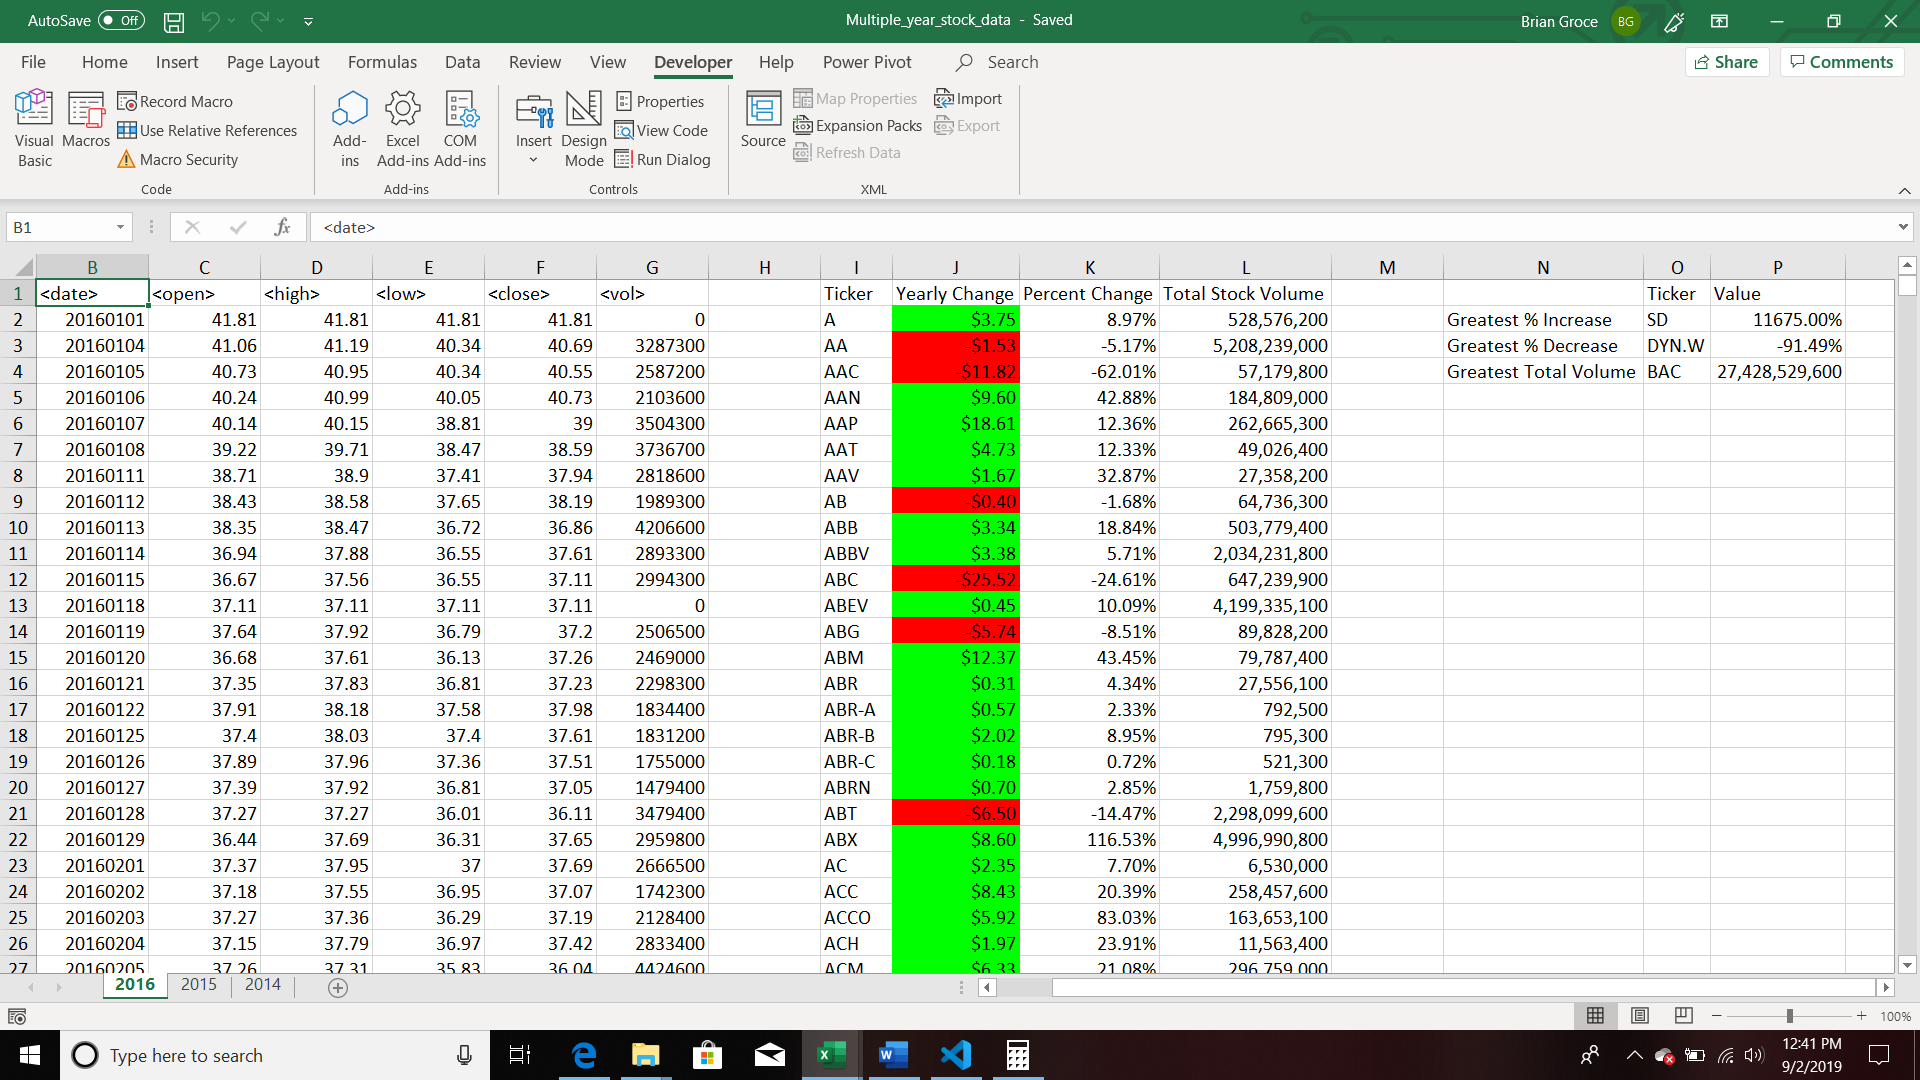 AutoSave Off
Multiple_year_stock_data - Saved
Brian Groce BG
File Home Insert Page Layout Formulas Data Review View Developer Help Power Pivot Search Share Comments
Visual Basic
Macros
Record Macro
Use Relative References
Macro Security
Code
Add-ins
Excel Add-ins
COM Add-ins
Add-ins
Insert
Design Mode
Properties
View Code
Run Dialog
Controls
Source
Map Properties
Expansion Packs
Refresh Data
Import
Export
XML
B1 fx <date>
B C D E F G H I J K L M N O P
1 <date> <open> <high> <low> <close> <vol> Ticker Yearly Change Percent Change Total Stock Volume Ticker Value
2 20160101 41.81 41.81 41.81 41.81 0 A $3.75 8.97% 528,576,200 Greatest % Increase SD 11675.00%
3 20160104 41.06 41.19 40.34 40.69 3287300 AA -$1.53 -5.17% 5,208,239,000 Greatest % Decrease DYN.W -91.49%
4 20160105 40.73 40.95 40.34 40.55 2587200 AAC -$11.82 -62.01% 57,179,800 Greatest Total Volume BAC 27,428,529,600
5 20160106 40.24 40.99 40.05 40.73 2103600 AAN $9.60 42.88% 184,809,000
6 20160107 40.14 40.15 38.81 39 3504300 AAP $18.61 12.36% 262,665,300
7 20160108 39.22 39.71 38.47 38.59 3736700 AAT $4.73 12.33% 49,026,400
8 20160111 38.71 38.9 37.41 37.94 2818600 AAV $1.67 32.87% 27,358,200
9 20160112 38.43 38.58 37.65 38.19 1989300 AB -$0.40 -1.68% 64,736,300
10 20160113 38.35 38.47 36.72 36.86 4206600 ABB $3.34 18.84% 503,779,400
11 20160114 36.94 37.88 36.55 37.61 2893300 ABBV $3.38 5.71% 2,034,231,800
12 20160115 36.67 37.56 36.55 37.11 2994300 ABC -$25.52 -24.61% 647,239,900
13 20160118 37.11 37.11 37.11 37.11 0 ABEV $0.45 10.09% 4,199,335,100
14 20160119 37.64 37.92 36.79 37.2 2506500 ABG -$5.74 -8.51% 89,828,200
15 20160120 36.68 37.61 36.13 37.26 2469000 ABM $12.37 43.45% 79,787,400
16 20160121 37.35 37.83 36.81 37.23 2298300 ABR $0.31 4.34% 27,556,100
17 20160122 37.91 38.18 37.58 37.98 1834400 ABR-A $0.57 2.33% 792,500
18 20160125 37.4 38.03 37.4 37.61 1831200 ABR-B $2.02 8.95% 795,300
19 20160126 37.89 37.96 37.36 37.51 1755000 ABR-C $0.18 0.72% 521,300
20 20160127 37.39 37.92 36.81 37.05 1479400 ABRN $0.70 2.85% 1,759,800
21 20160128 37.27 37.27 36.01 36.11 3479400 ABT -$6.50 -14.47% 2,298,099,600
22 20160129 36.44 37.69 36.31 37.65 2959800 ABX $8.60 116.53% 4,996,990,800
23 20160201 37.37 37.95 37 37.69 2666500 AC $2.35 7.70% 6,530,000
24 20160202 37.18 37.55 36.95 37.07 1742300 ACC $8.43 20.39% 258,457,600
25 20160203 37.27 37.36 36.29 37.19 2128400 ACCO $5.92 83.03% 163,653,100
26 20160204 37.15 37.79 36.97 37.42 2833400 ACH $1.97 23.91% 11,563,400
27 20160205 37.26 37.31 35.83 36.04 4424600 ACM $6.33 21.08% 296,759,000
2016 2015 2014
100%
Type here to search
12:41 PM
9/2/2019